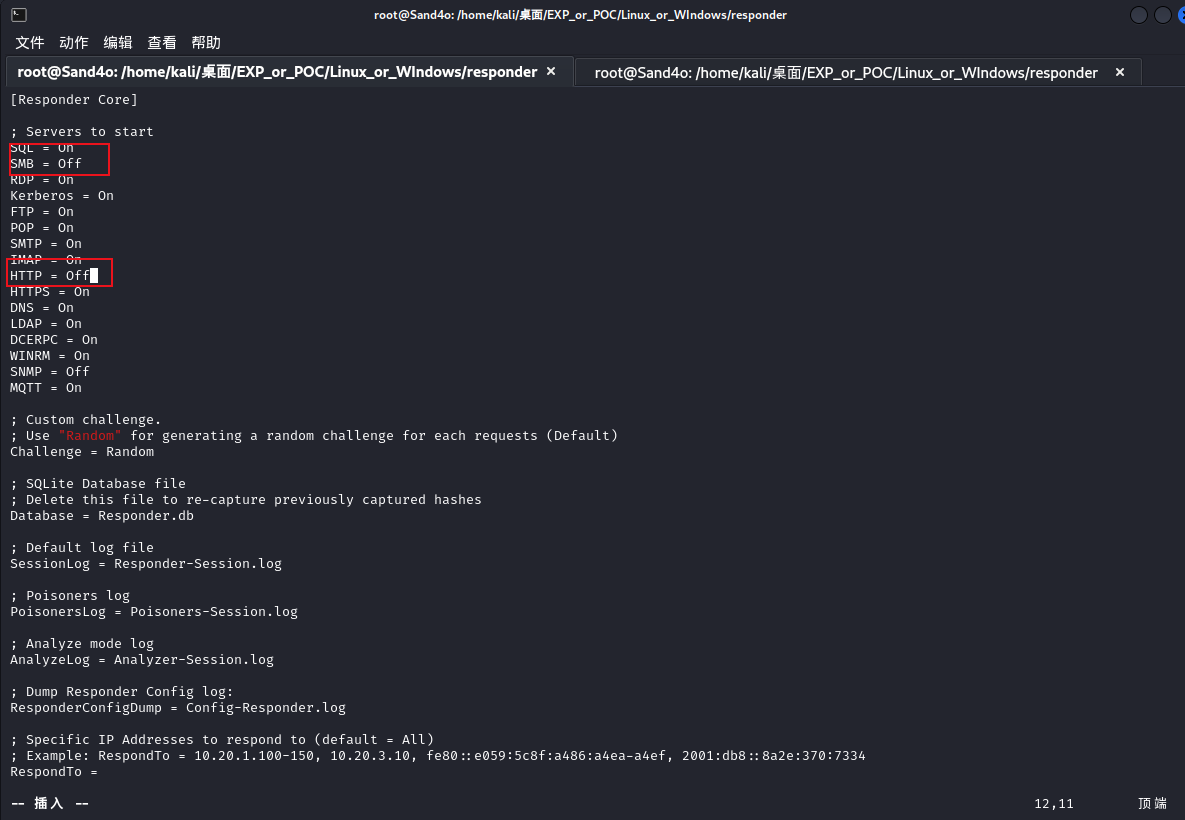 root@Sand4o: /home/kali/桌面/EXP_or_POC/Linux_or_WIndows/responder
文件 动作 编辑 查看 帮助
root@Sand4o: /home/kali/桌面/EXP_or_POC/Linux_or_WIndows/responder × root@Sand4o: /home/kali/桌面/EXP_or_POC/Linux_or_WIndows/responder ×
[Responder Core]
; Servers to start
SQL = On
SMB = Off
RDP = On
Kerberos = On
FTP = On
POP = On
SMTP = On
IMAP = On
HTTP = Off
HTTPS = On
DNS = On
LDAP = On
DCERPC = On
WINRM = On
SNMP = Off
MQTT = On
; Custom challenge.
; Use "Random" for generating a random challenge for each requests (Default)
Challenge = Random
; SQLite Database file
; Delete this file to re-capture previously captured hashes
Database = Responder.db
; Default log file
SessionLog = Responder-Session.log
; Poisoners log
PoisonersLog = Poisoners-Session.log
; Analyze mode log
AnalyzeLog = Analyzer-Session.log
; Dump Responder Config log:
ResponderConfigDump = Config-Responder.log
; Specific IP Addresses to respond to (default = All)
; Example: RespondTo = 10.20.1.100-150, 10.20.3.10, fe80::e059:5c8f:a486:a4ea-a4ef, 2001:db8::8a2e:370:7334
RespondTo =
-- 插入 -- 12,11 顶端